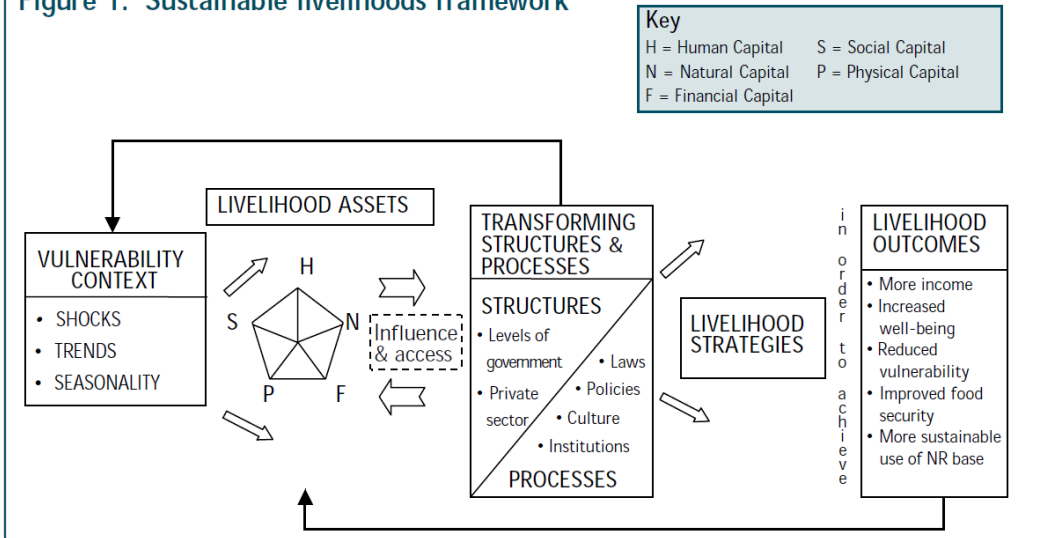 Figure 1: Sustainable livelihoods framework
Key
H = Human Capital S = Social Capital
N = Natural Capital P = Physical Capital
F = Financial Capital
LIVELIHOOD ASSETS
VULNERABILITY
CONTEXT
• SHOCKS
• TRENDS
• SEASONALITY
H
S
N
P
F
Influence
& access
TRANSFORMING
STRUCTURES &
PROCESSES
STRUCTURES
• Levels of
government
• Private
sector
• Laws
• Policies
• Culture
• Institutions
PROCESSES
LIVELIHOOD
STRATEGIES
in order to achieve
LIVELIHOOD
OUTCOMES
• More income
• Increased
well-being
• Reduced
vulnerability
• Improved food
security
• More sustainable
use of NR base